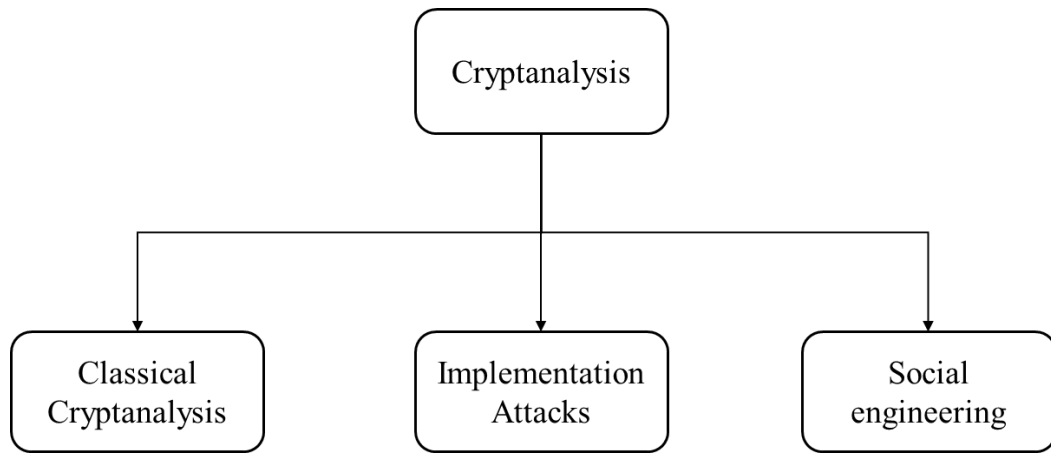 Cryptanalysis
Classical
Cryptanalysis
Implementation
Attacks
Social
engineering